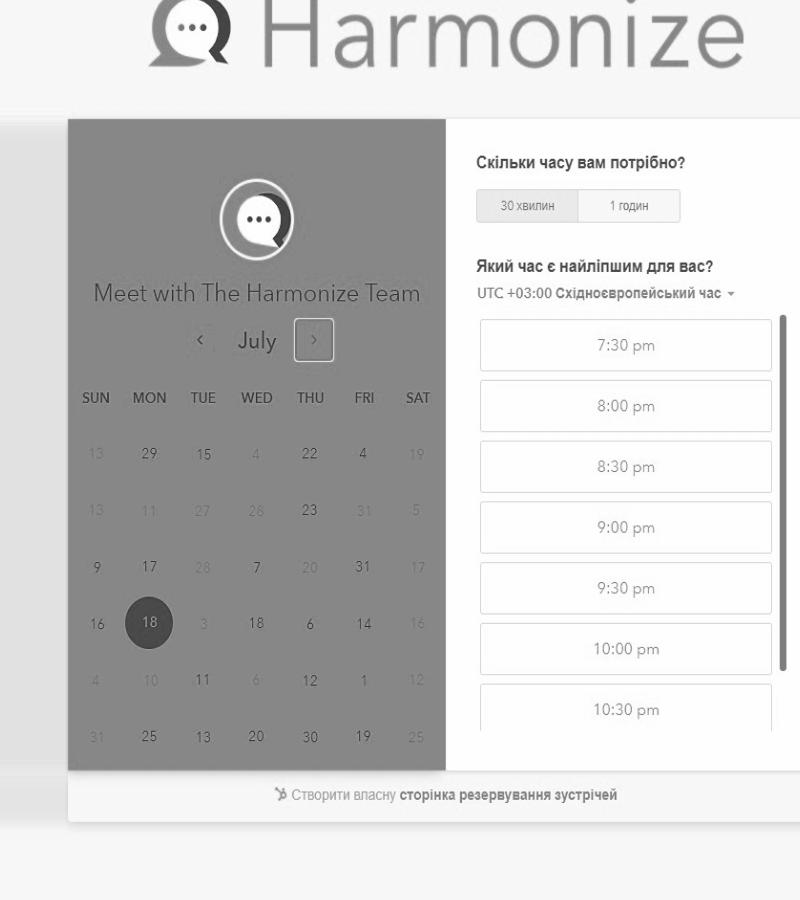 Harmonize
Meet with The Harmonize Team
July
SUN MON TUE WED THU FRI SAT
13 29 15 4 22 4 19
13 11 27 26 23 31 5
9 17 28 7 20 31 17
16 18 3 18 6 14 16
4 10 11 6 12 1 12
31 25 13 20 30 19 25
Скільки часу вам потрібно?
30 хвилин 1 годин
Який час є найліпшим для вас?
UTC +03:00 Східноєвропейський час
7:30 pm
8:00 pm
8:30 pm
9:00 pm
9:30 pm
10:00 pm
10:30 pm
Створити власну сторінка резервування зустрічей